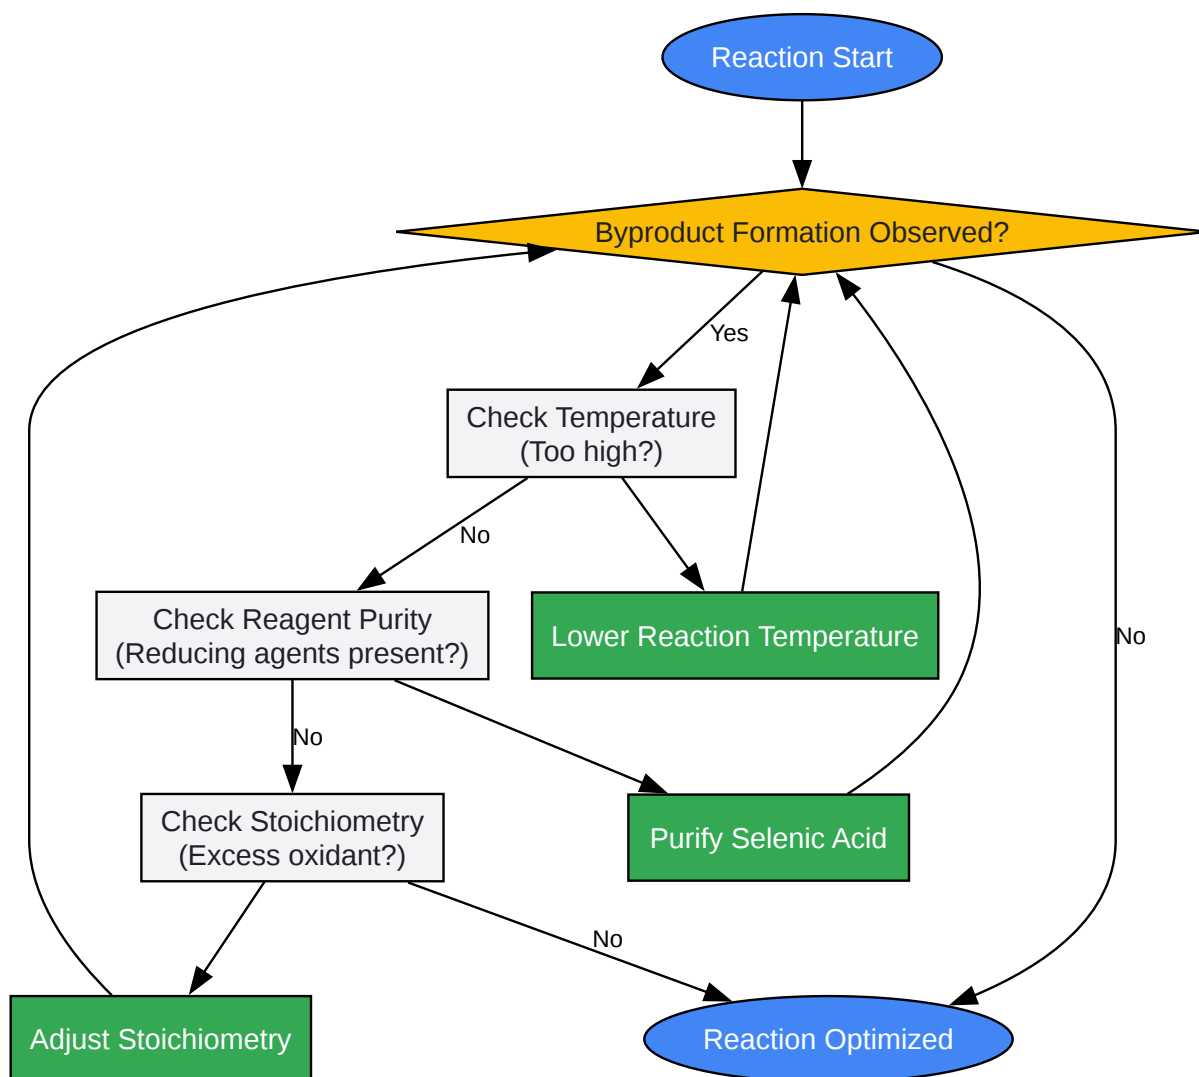 Reaction Start
Byproduct Formation Observed?
Yes
Check Temperature
(Too high?)
No
Check Reagent Purity
(Reducing agents present?)
Lower Reaction Temperature
No
No
Check Stoichiometry
(Excess oxidant?)
Purify Selenic Acid
No
Adjust Stoichiometry
Reaction Optimized